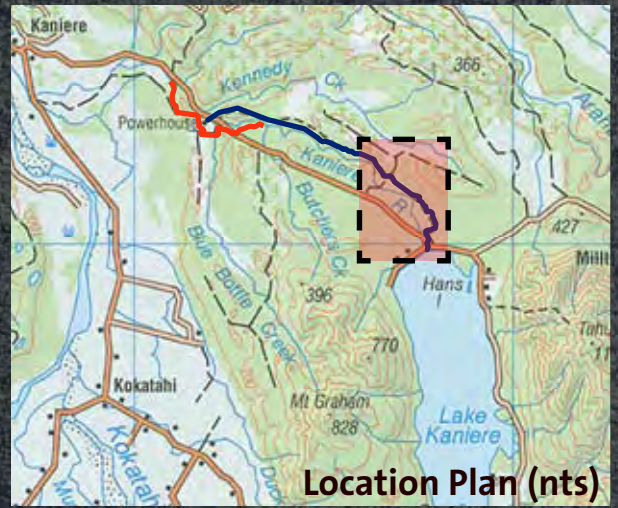 Kaniere
366
Kennedy Ck
Powerhouse
Kaniere R
Butchers Ck
427
Blue Bottle Creek
Hans I
396
770
Kokatahi
Mt Graham
828
Lake
Kaniere
Kokatahi
Location Plan (nts)